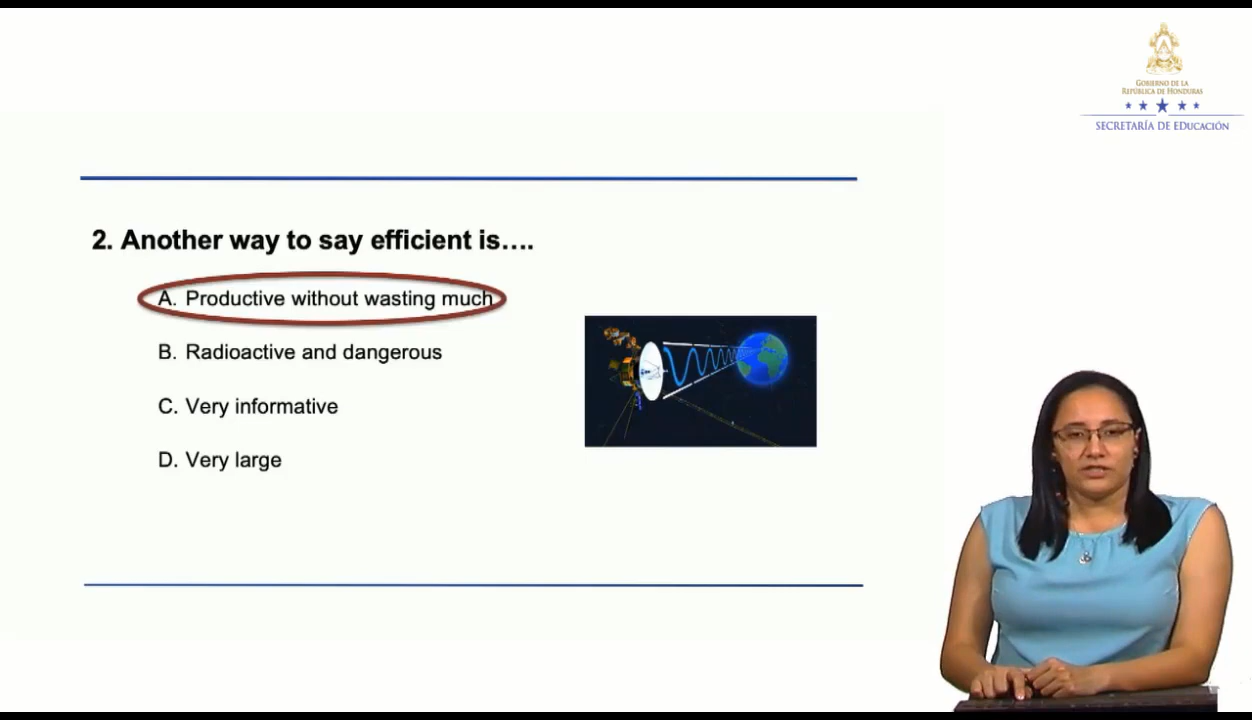 GOBIERNO DE LA
REPÚBLICA DE HONDURAS
SECRETARÍA DE EDUCACIÓN
2. Another way to say efficient is….
A. Productive without wasting much
B. Radioactive and dangerous
C. Very informative
D. Very large